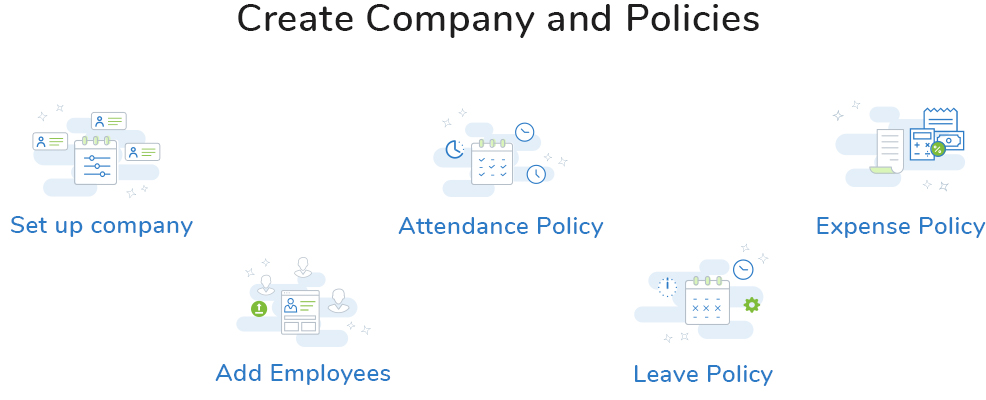 Create Company and Policies
Set up company
Attendance Policy
Expense Policy
Add Employees
Leave Policy